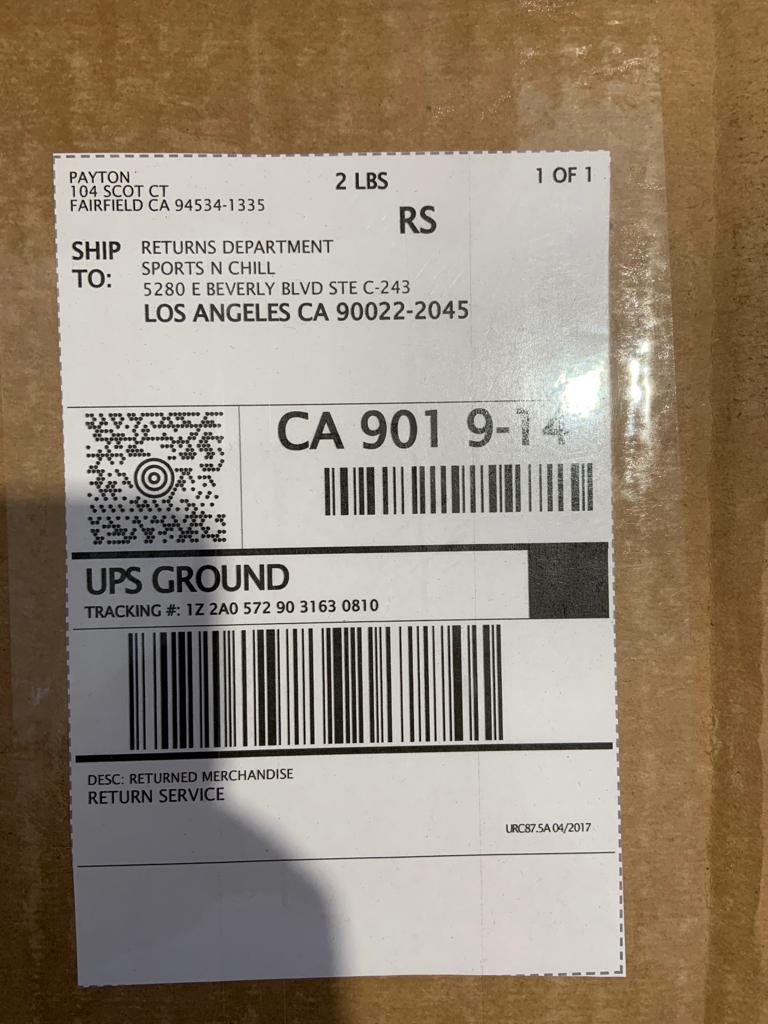 PAYTON
104 SCOT CT
FAIRFIELD CA 94534-1335
2 LBS
1 OF 1
RS
SHIP TO:
RETURNS DEPARTMENT
SPORTS N CHILL
5280 E BEVERLY BLVD STE C-243
LOS ANGELES CA 90022-2045
CA 901 9-14
UPS GROUND
TRACKING #: 1Z 2A0 572 90 3163 0810
DESC: RETURNED MERCHANDISE
RETURN SERVICE
URC87.5A 04/2017